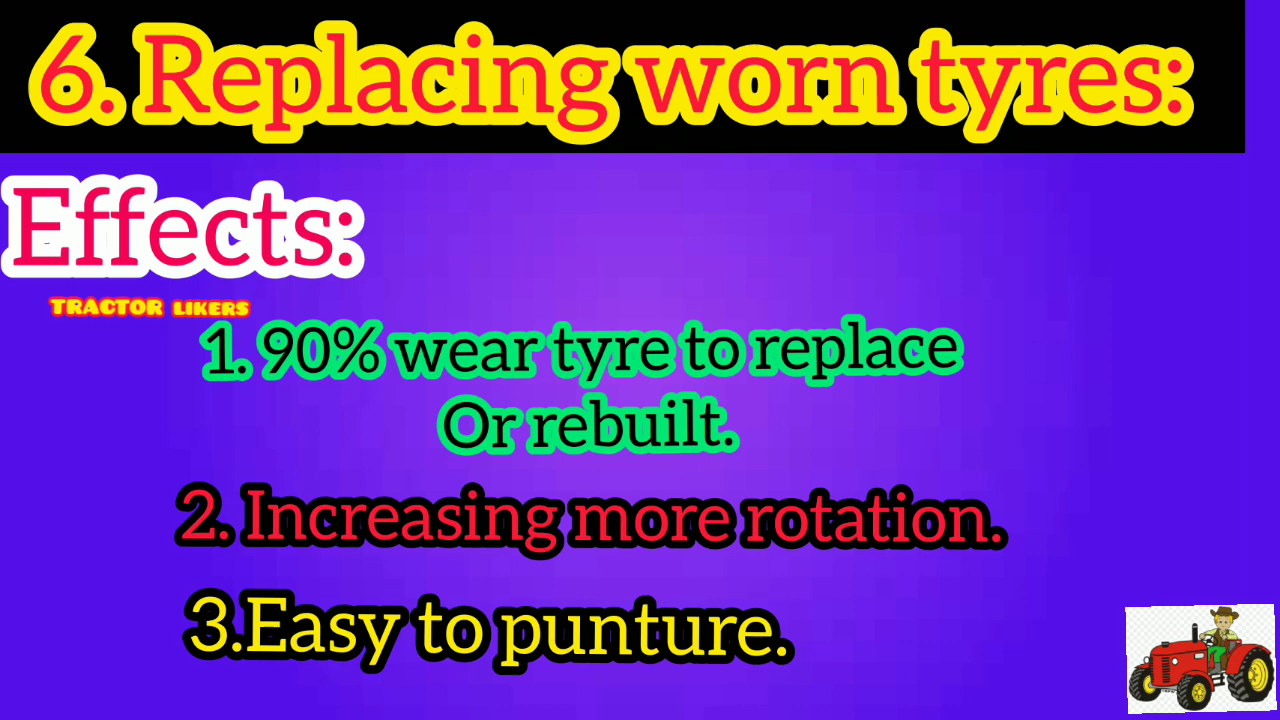 6. Replacing worn tyres:
Effects:
TRACTOR LIKERS
1. 90% wear tyre to replace
Or rebuilt.
2. Increasing more rotation.
3.Easy to punture.